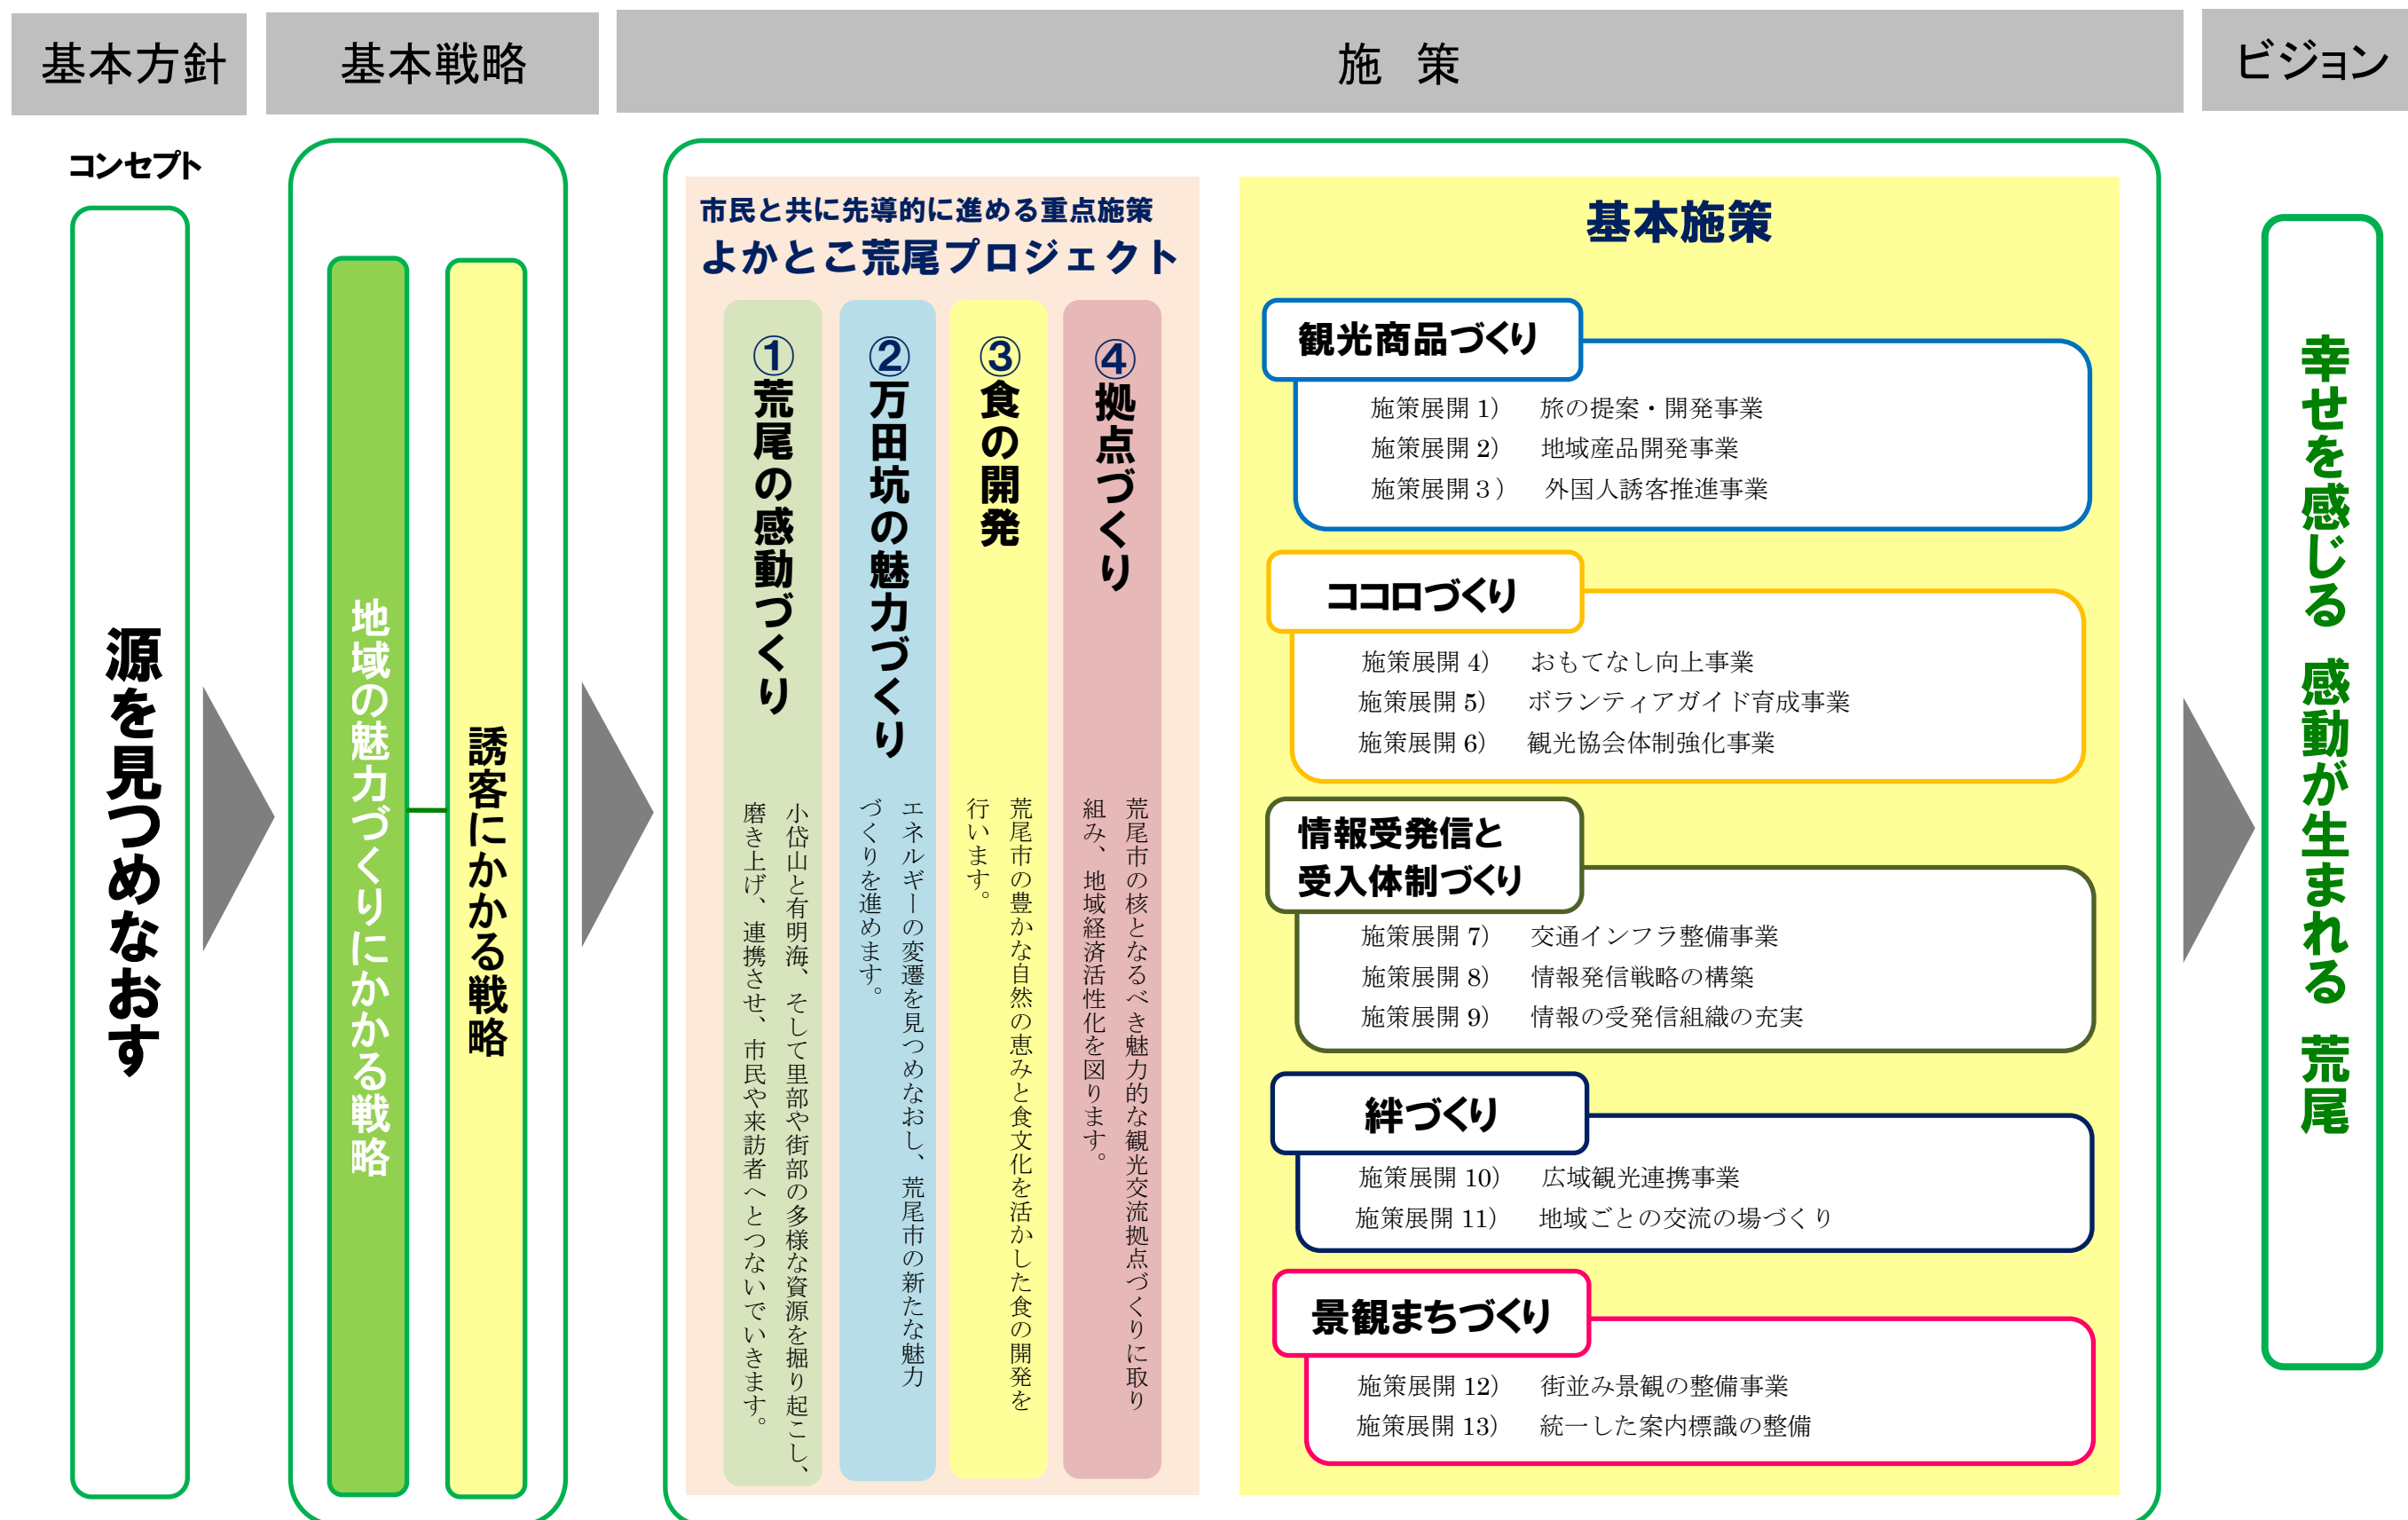 基本方針
基本戦略
施　策
ビジョン
コンセプト
源を見つめなおす
地域の魅力づくりにかかる戦略
誘客にかかる戦略
市民と共に先導的に進める重点施策
よかとこ荒尾プロジェクト
①荒尾の感動づくり
小岱山と有明海、そして里部や街部の多様な資源を掘り起こし、
磨き上げ、連携させ、市民や来訪者へとつないでいきます。
②万田坑の魅力づくり
エネルギーの変遷を見つめなおし、荒尾市の新たな魅力
づくりを進めます。
③食の開発
荒尾市の豊かな自然の恵みと食文化を活かした食の開発を
行います。
④拠点づくり
荒尾市の核となるべき魅力的な観光交流拠点づくりに取り
組み、地域経済活性化を図ります。
基本施策
観光商品づくり
施策展開 1）　旅の提案・開発事業
施策展開 2）　地域産品開発事業
施策展開３）　外国人誘客推進事業
ココロづくり
施策展開 4）　おもてなし向上事業
施策展開 5）　ボランティアガイド育成事業
施策展開 6）　観光協会体制強化事業
情報受発信と
受入体制づくり
施策展開 7）　交通インフラ整備事業
施策展開 8）　情報発信戦略の構築
施策展開 9）　情報の受発信組織の充実
絆づくり
施策展開 10）　広域観光連携事業
施策展開 11）　地域ごとの交流の場づくり
景観まちづくり
施策展開 12）　街並み景観の整備事業
施策展開 13）　統一した案内標識の整備
幸せを感じる　感動が生まれる　荒尾